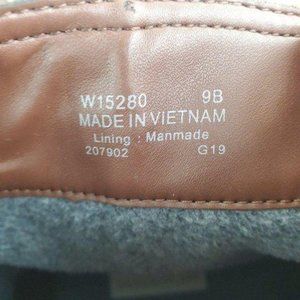 W15280 9B
MADE IN VIETNAM
Lining : Manmade
207902 G19